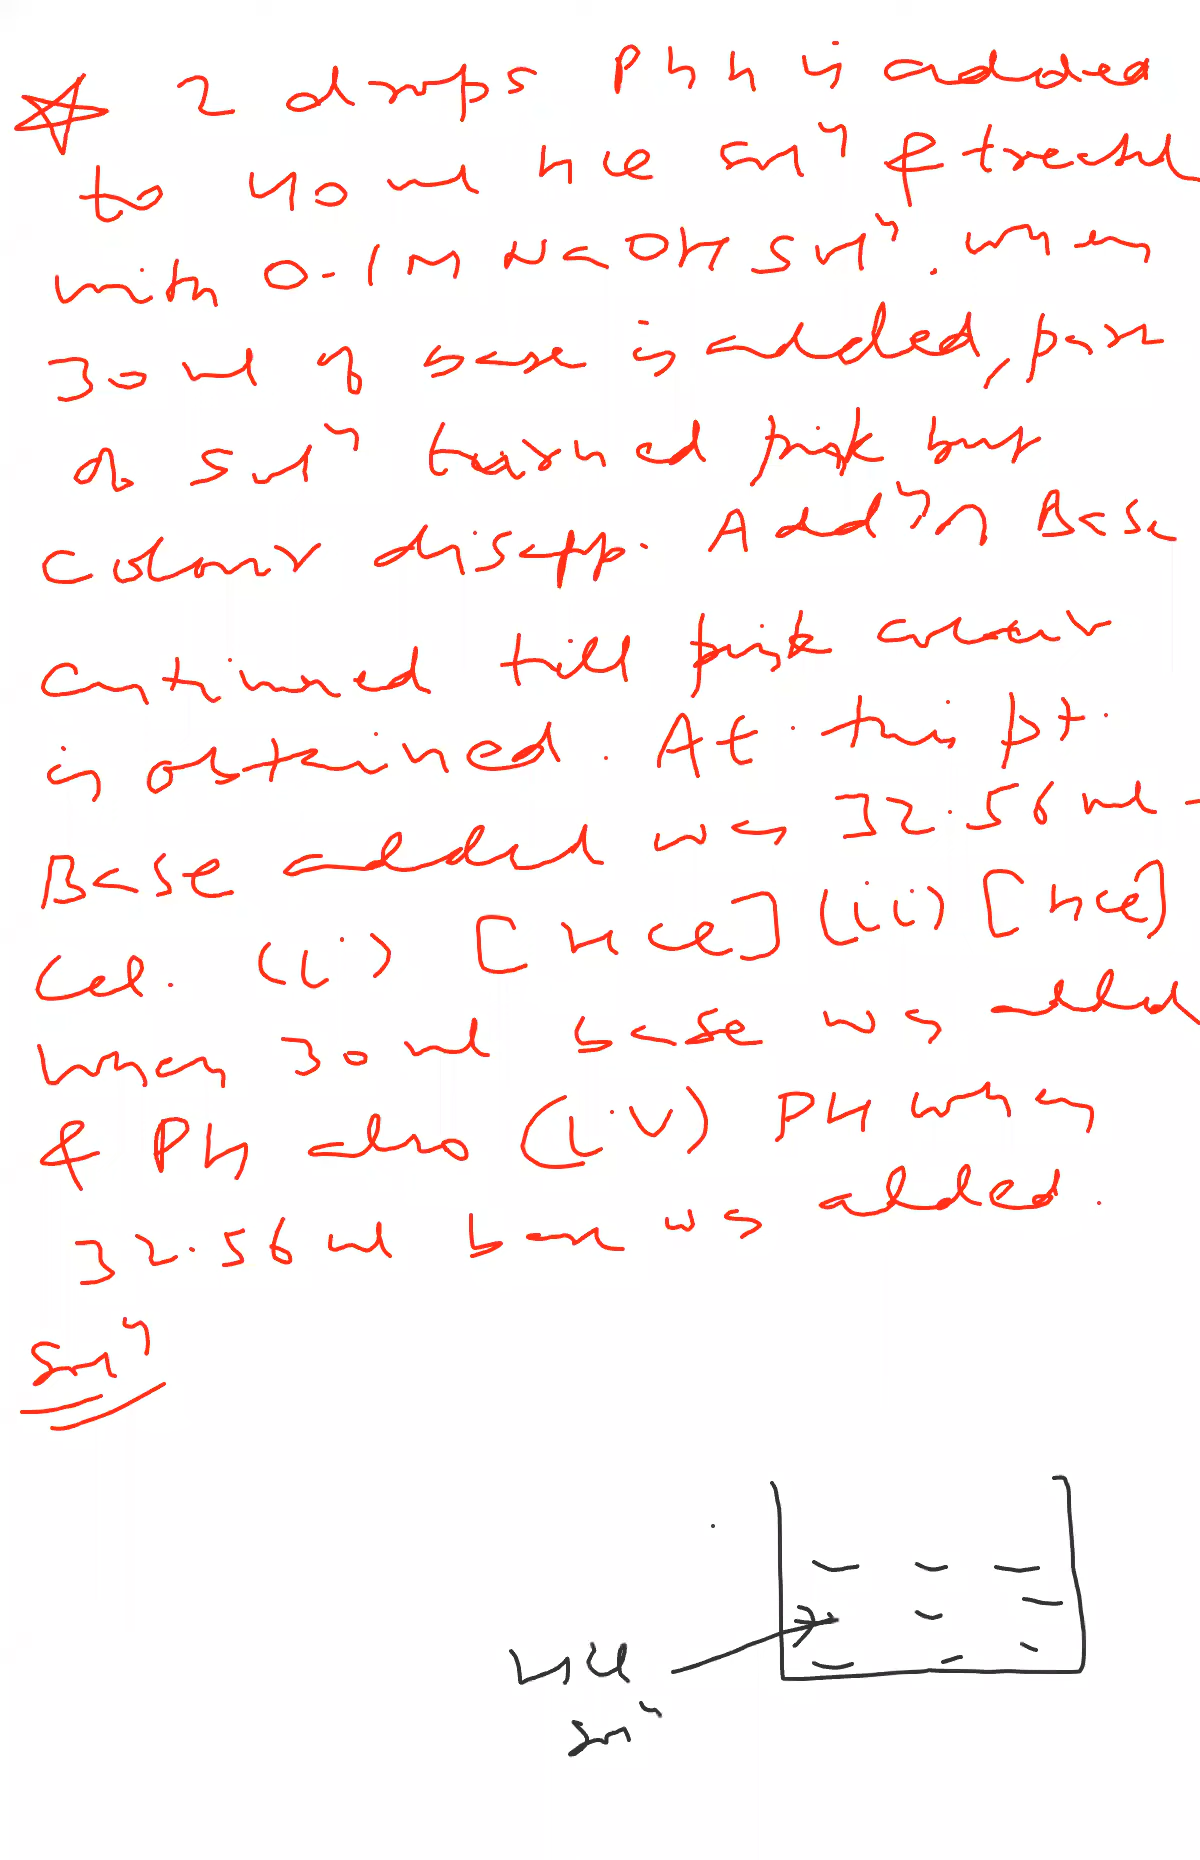 2 drops PHH is added
to 40 ml HCl solⁿ & treated
with 0.1M NaOH solⁿ. when
30 ml of base is added, part
of solⁿ turned pink but
colour disapp. Addⁿ of Base
continued till pink colour
is obtained. At this pt.
Base added was 32.56 ml -
Cal. (i) [HCl] (ii) [HCl]
when 30 ml base was added
& PH also (iv) PH when
32.56 ml base was added.
Solⁿ
HCl
solⁿ